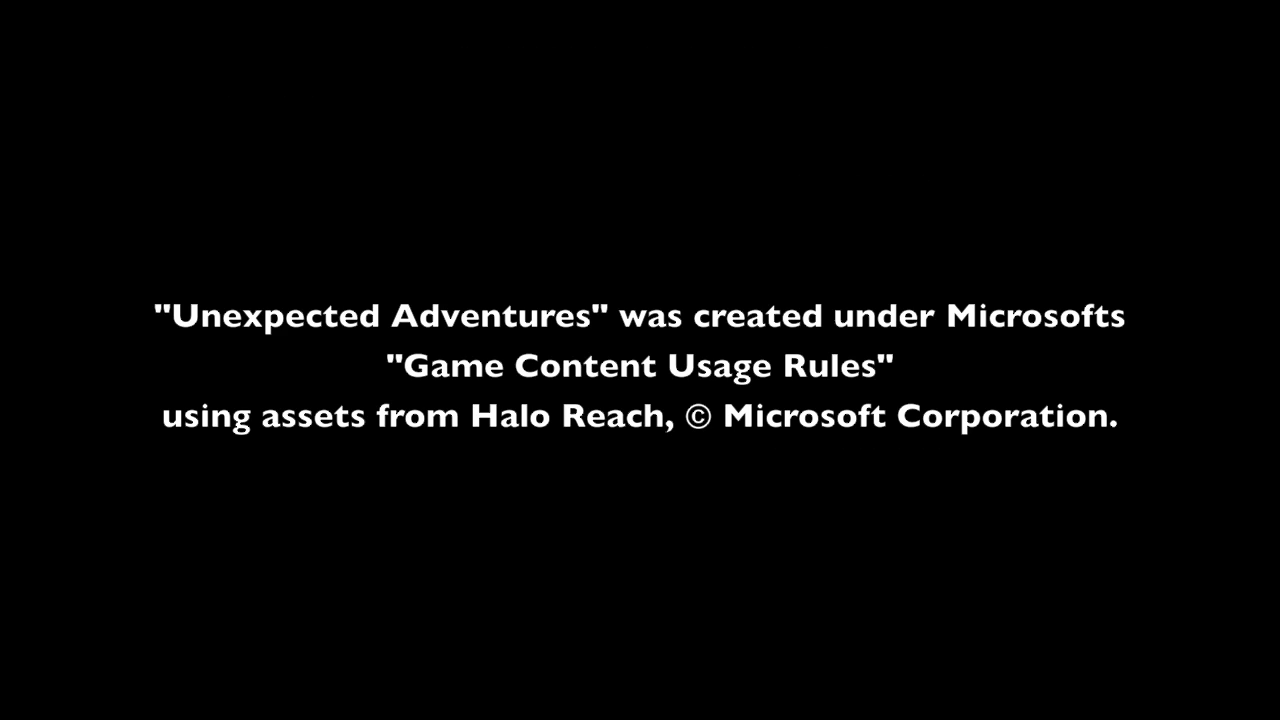 "Unexpected Adventures" was created under Microsofts
"Game Content Usage Rules"
using assets from Halo Reach, © Microsoft Corporation.